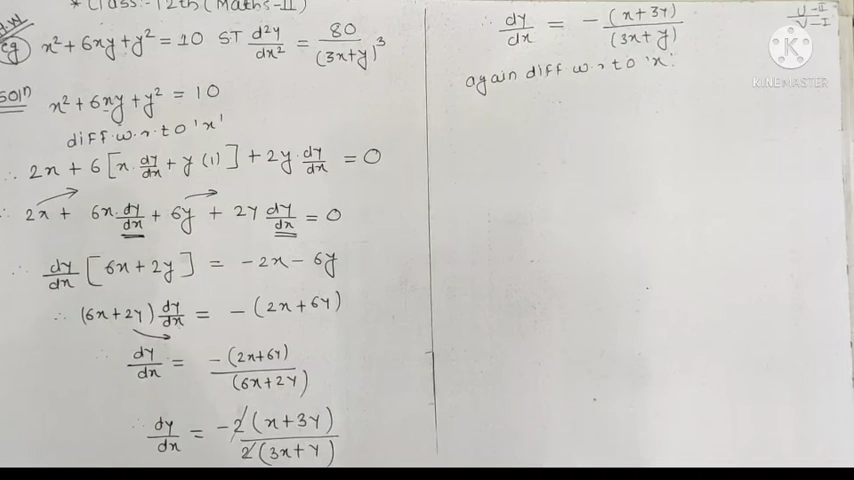 * Class:- 12th (Maths-II)
H.W
eg x² + 6xy + y² = 10 ST d²y/dx² = 80/(3x+y)³
Soln x² + 6xy + y² = 10
diff. w.r.to 'x'
∴ 2x + 6[x. dy/dx + y (1)] + 2y. dy/dx = 0
∴ 2x + 6x. dy/dx + 6y + 2y dy/dx = 0
∴ dy/dx [6x + 2y] = -2x - 6y
∴ (6x+2y) dy/dx = - (2x+6y)
∴ dy/dx = -(2x+6y)/(6x+2y)
∴ dy/dx = -2(x+3y)/2(3x+y)
∴ dy/dx = - (x+3y)/(3x+y)
again diff w.r to 'x'.
U-II
V-I
KINEMASTER